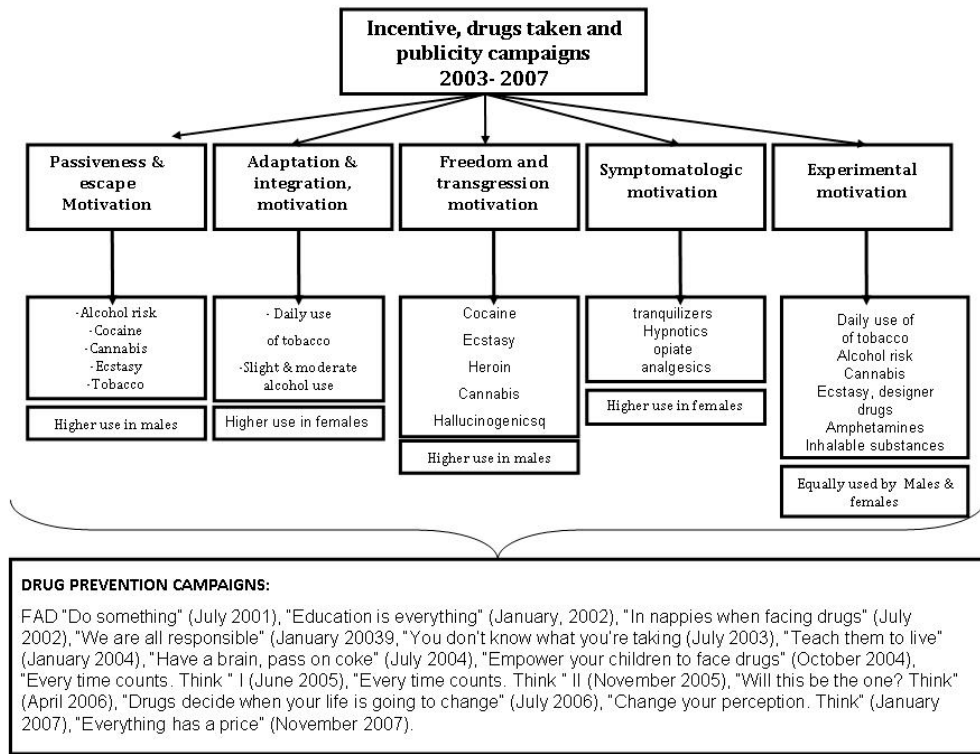 Incentive, drugs taken and
publicity campaigns
2003- 2007
Passiveness &
escape
Motivation
Adaptation &
integration,
motivation
Freedom and
transgression
motivation
Symptomatologic
motivation
Experimental
motivation
-Alcohol risk
-Cocaine
-Cannabis
-Ecstasy
-Tobacco
Higher use in males
- Daily use
of tobacco
-Slight & moderate
alcohol use
Higher use in females
Cocaine
Ecstasy
Heroin
Cannabis
Hallucinogenicsq
Higher use in males
tranquilizers
Hypnotics
opiate
analgesics
Higher use in females
Daily use of
of tobacco
Alcohol risk
Cannabis
Ecstasy, designer
drugs
Amphetamines
Inhalable substances
Equally used by Males &
females
DRUG PREVENTION CAMPAIGNS:
FAD "Do something" (July 2001), "Education is everything" (January, 2002), "In nappies when facing drugs" (July
2002), "We are all responsible" (January 20039, "You don't know what you're taking (July 2003), "Teach them to live"
(January 2004), "Have a brain, pass on coke" (July 2004), "Empower your children to face drugs" (October 2004),
"Every time counts. Think " I (June 2005), "Every time counts. Think " II (November 2005), "Will this be the one? Think"
(April 2006), "Drugs decide when your life is going to change" (July 2006), "Change your perception. Think" (January
2007), "Everything has a price" (November 2007).